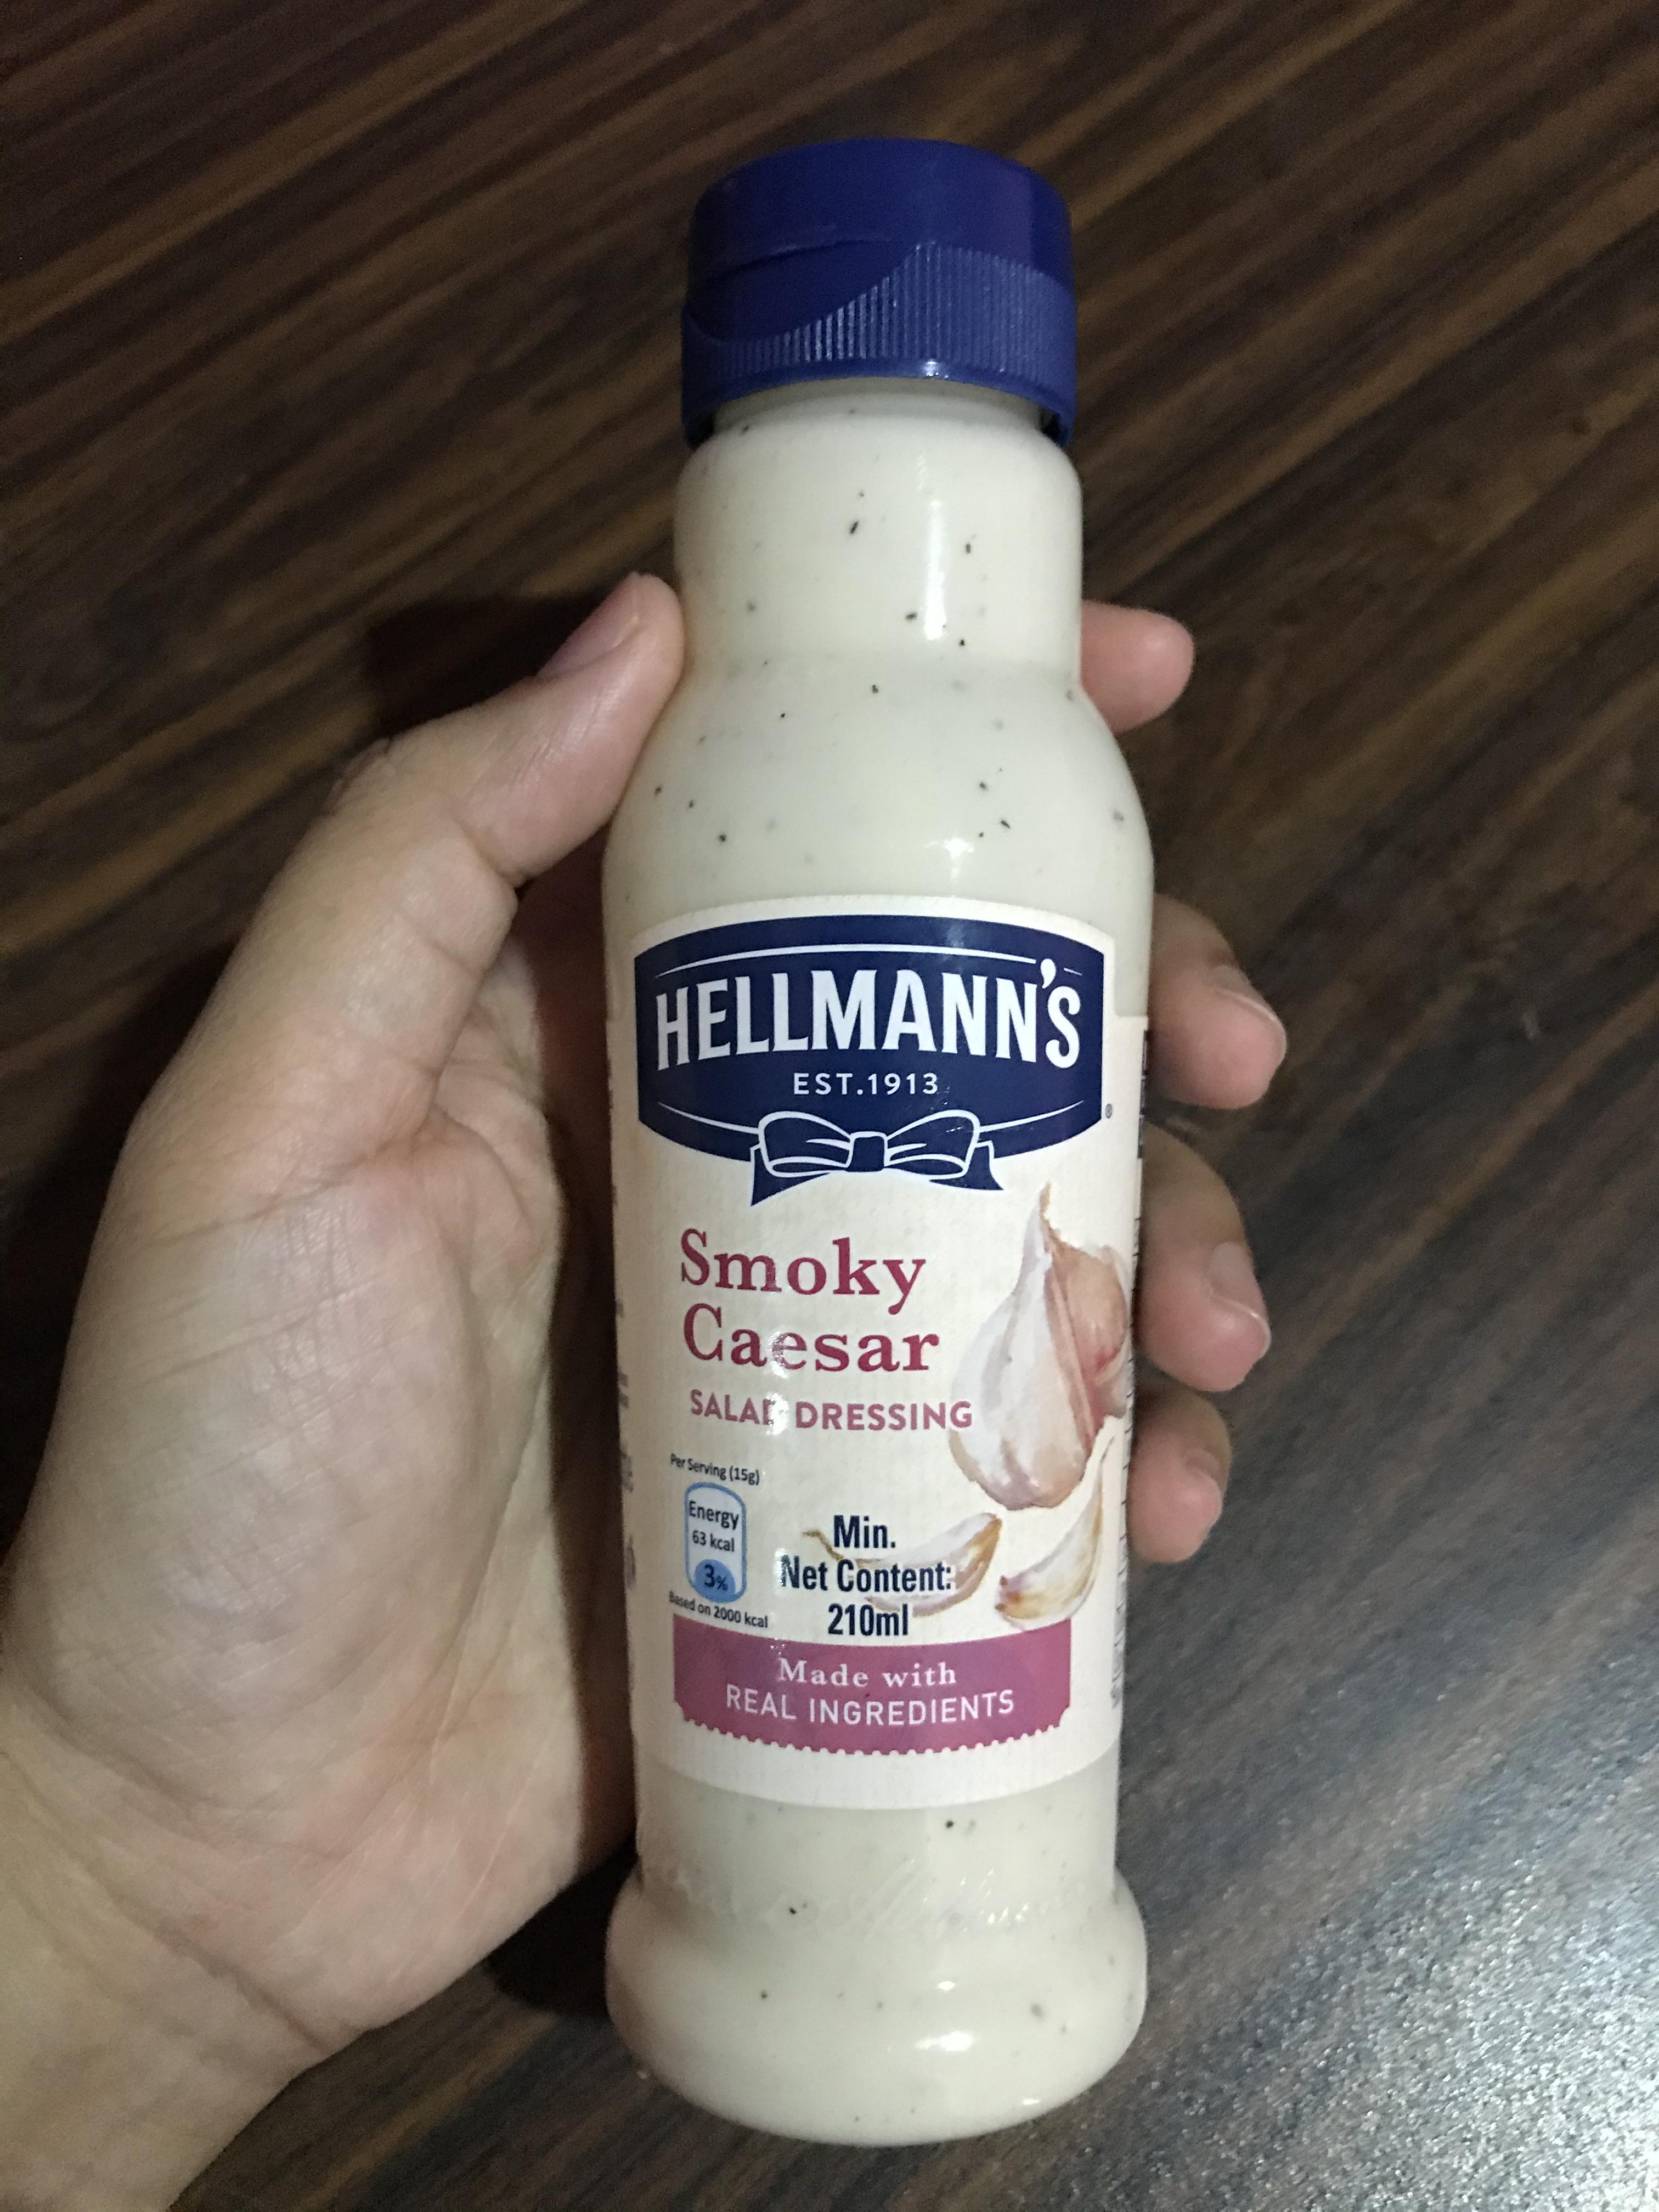 HELLMANN'S
EST.1913
®
Smoky
Caesar
SALAD DRESSING
Per Serving (15g)
Energy
63 kcal
3%
Based on 2000 kcal
Min.
Net Content:
210ml
Made with
REAL INGREDIENTS